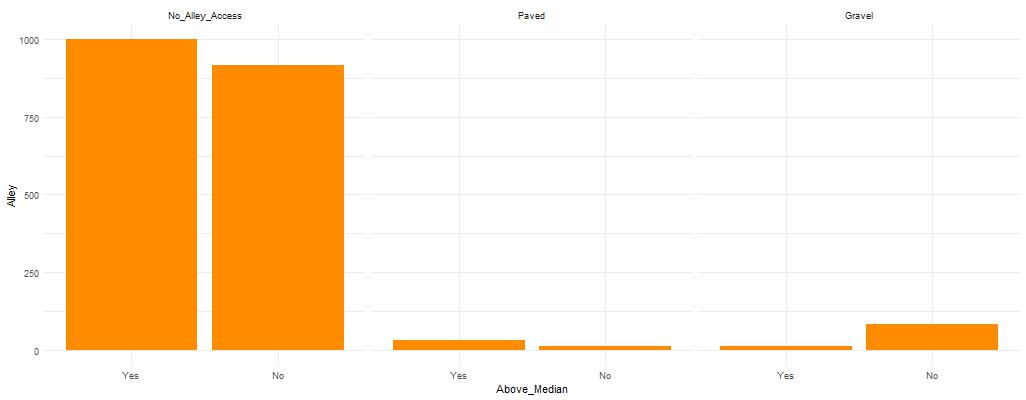 No_Alley_Access Paved Gravel
1000
750
500
250
0
Alley
Yes No Yes No Yes No
Above_Median